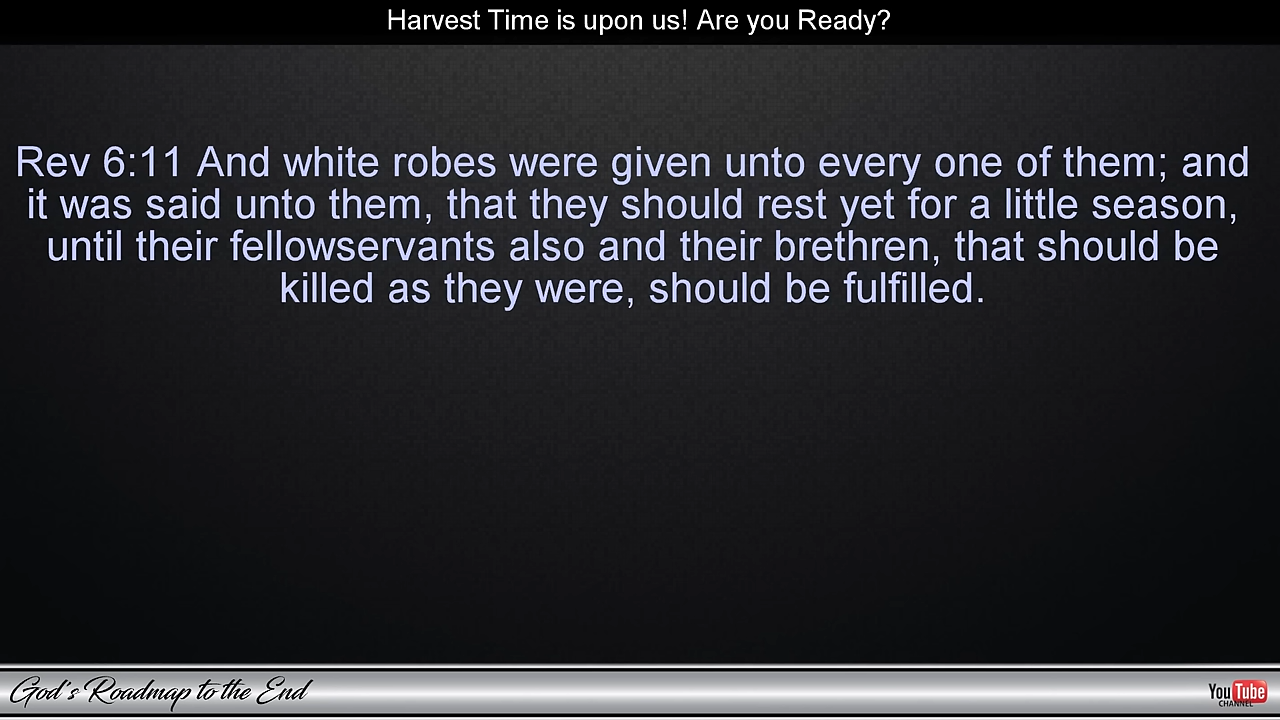 Harvest Time is upon us! Are you Ready?
Rev 6:11 And white robes were given unto every one of them; and
it was said unto them, that they should rest yet for a little season,
until their fellowservants also and their brethren, that should be
killed as they were, should be fulfilled.
God's Roadmap to the End
YouTube
CHANNEL